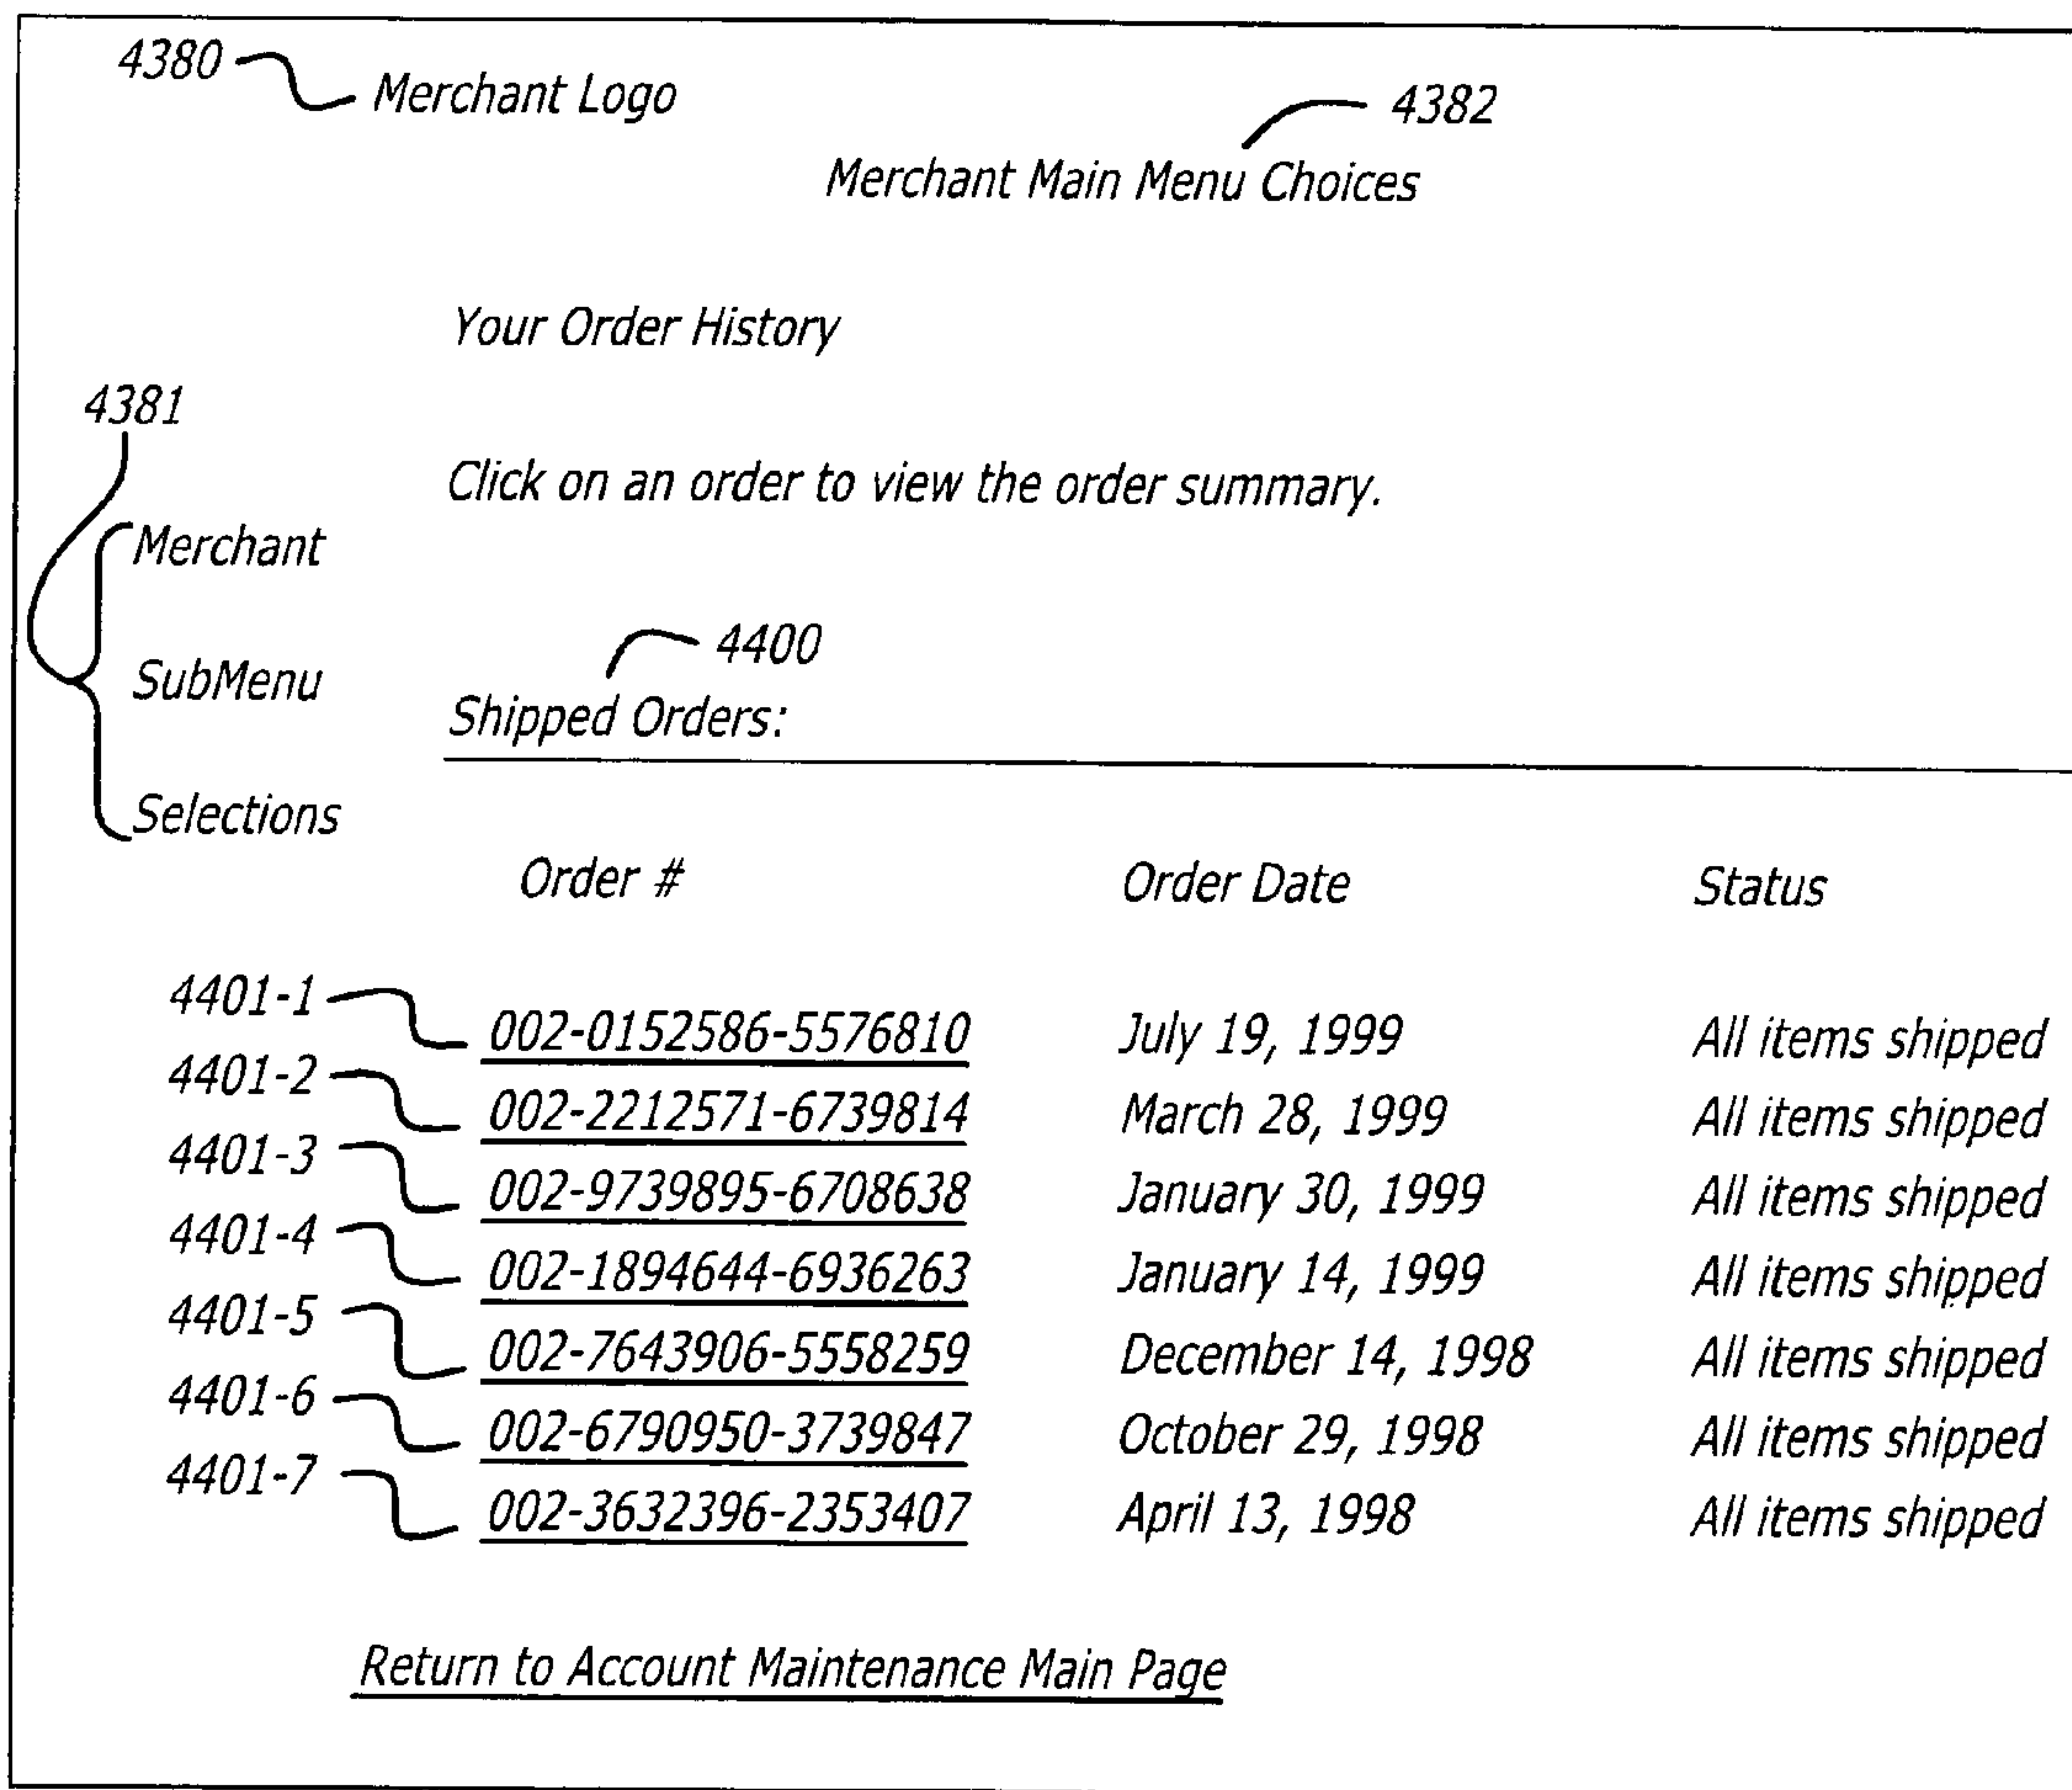 4380 Merchant Logo
4382
Merchant Main Menu Choices
Your Order History
4381
Click on an order to view the order summary.
Merchant
SubMenu
Selections
4400
Shipped Orders:
Order # Order Date Status
4401-1 002-0152586-5576810 July 19, 1999 All items shipped
4401-2 002-2212571-6739814 March 28, 1999 All items shipped
4401-3 002-9739895-6708638 January 30, 1999 All items shipped
4401-4 002-1894644-6936263 January 14, 1999 All items shipped
4401-5 002-7643906-5558259 December 14, 1998 All items shipped
4401-6 002-6790950-3739847 October 29, 1998 All items shipped
4401-7 002-3632396-2353407 April 13, 1998 All items shipped
Return to Account Maintenance Main Page